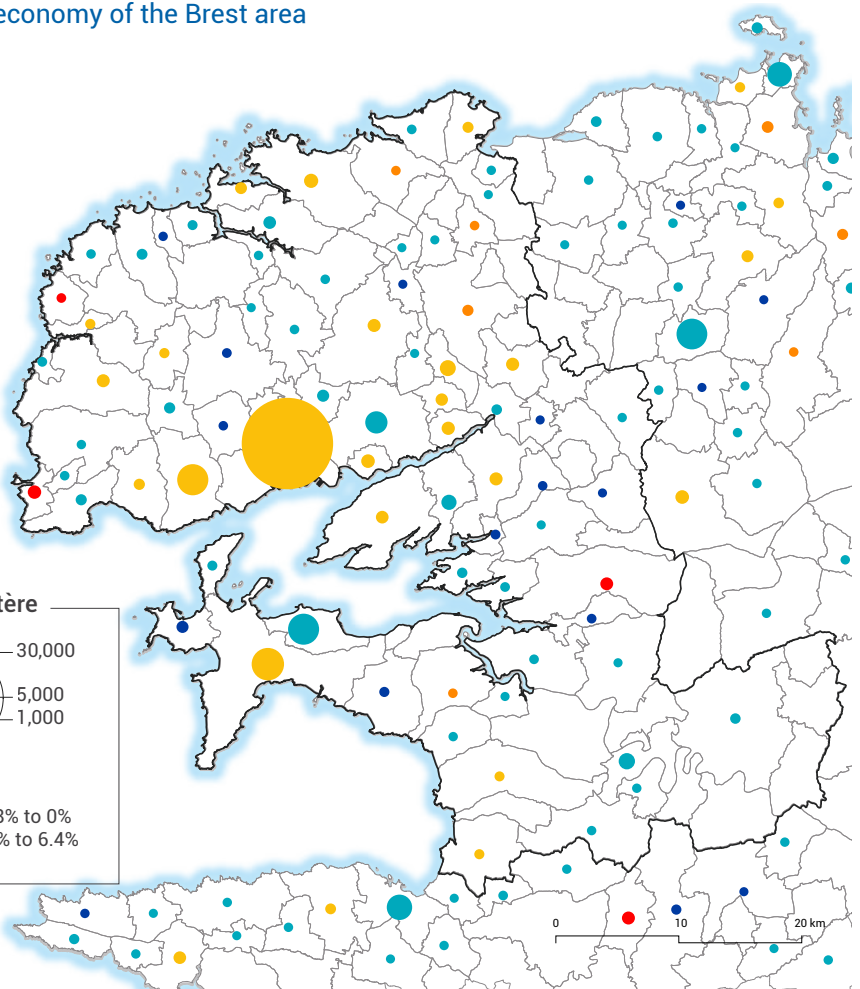 economy of the Brest area
tère
30,000
5,000
1,000
3% to 0%
% to 6.4%
0 10 20 km